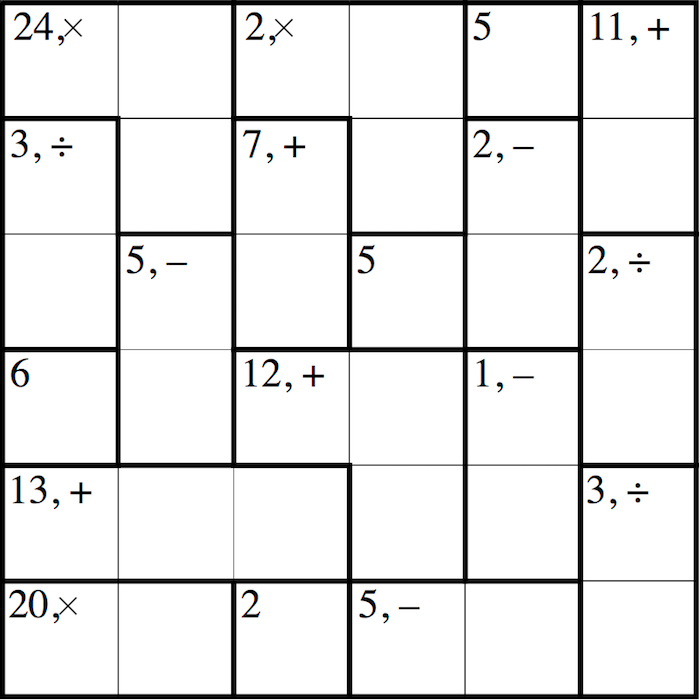 24,× 2,× 5 11,+
3,÷ 7,+ 2,–
5,– 5 2,÷
6 12,+ 1,–
13,+ 3,÷
20,× 2 5,–